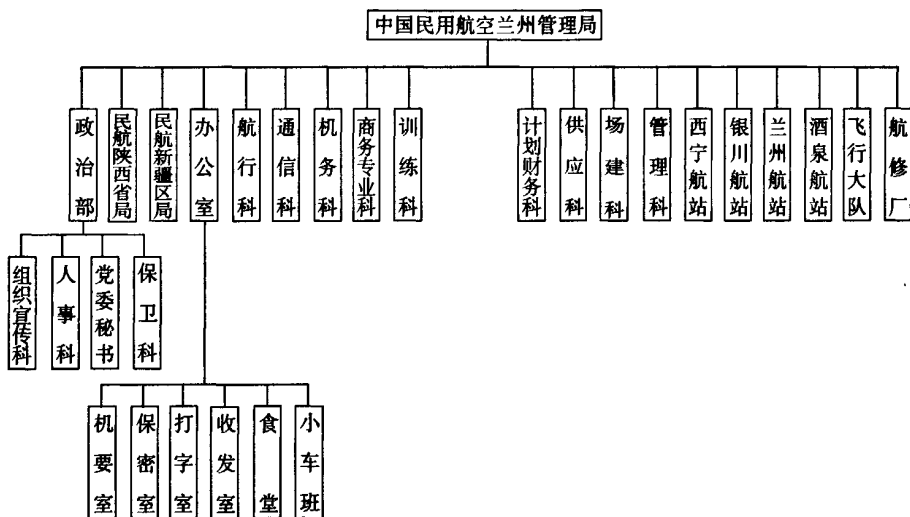 中国民用航空兰州管理局
政治部
民航陕西省局
民航新疆区局
办公室
航行科
通信科
机务科
商务专业科
训练科
计划财务科
供应科
场建科
管理科
西宁航站
银川航站
兰州航站
酒泉航站
飞行大队
航修厂
组织宣传科
人事科
党委秘书
保卫科
机要室
保密室
打字室
收发室
食堂
小车班